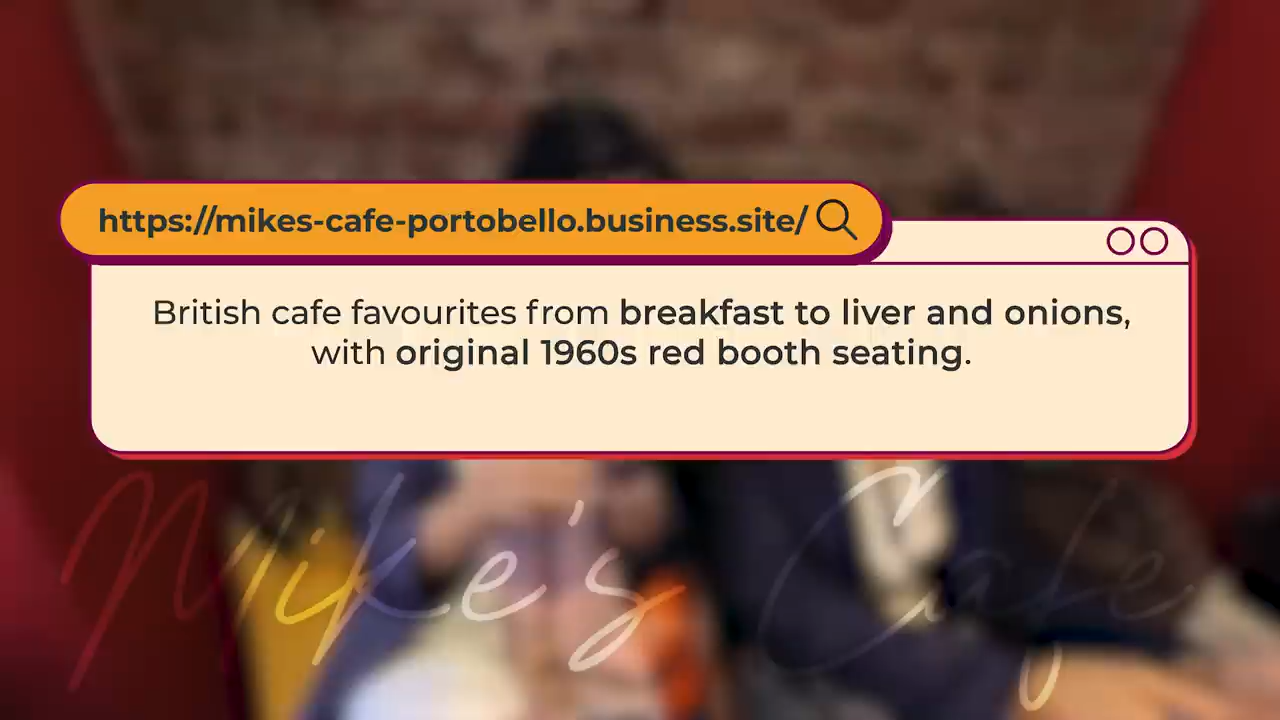 https://mikes-cafe-portobello.business.site/
British cafe favourites from breakfast to liver and onions,
with original 1960s red booth seating.
Mike's Cafe